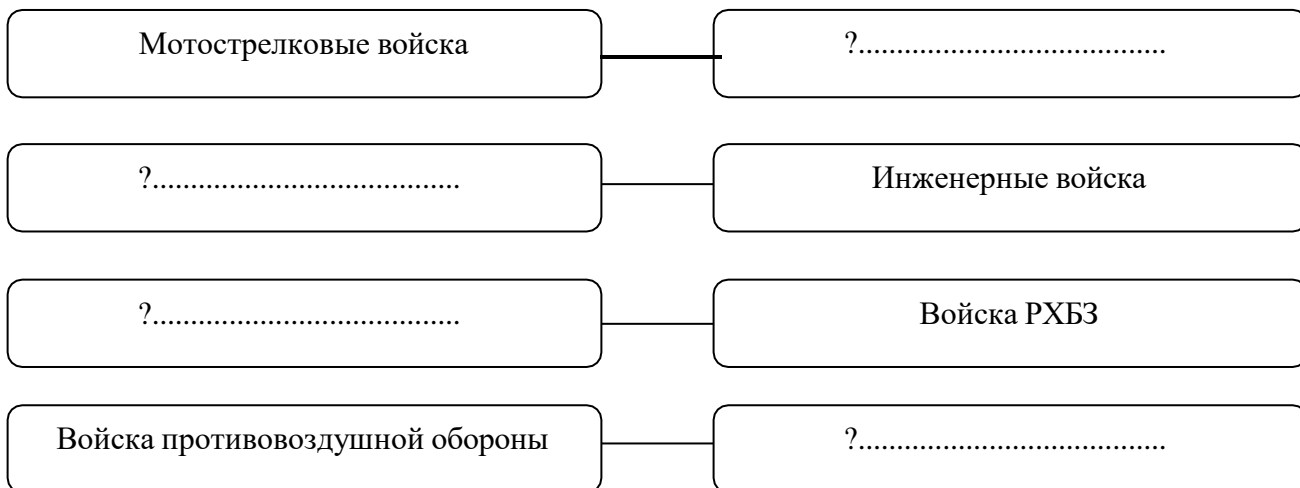 Мотострелковые войска
?.........................................
?.........................................
Инженерные войска
?.........................................
Войска РХБЗ
Войска противовоздушной обороны
?.........................................